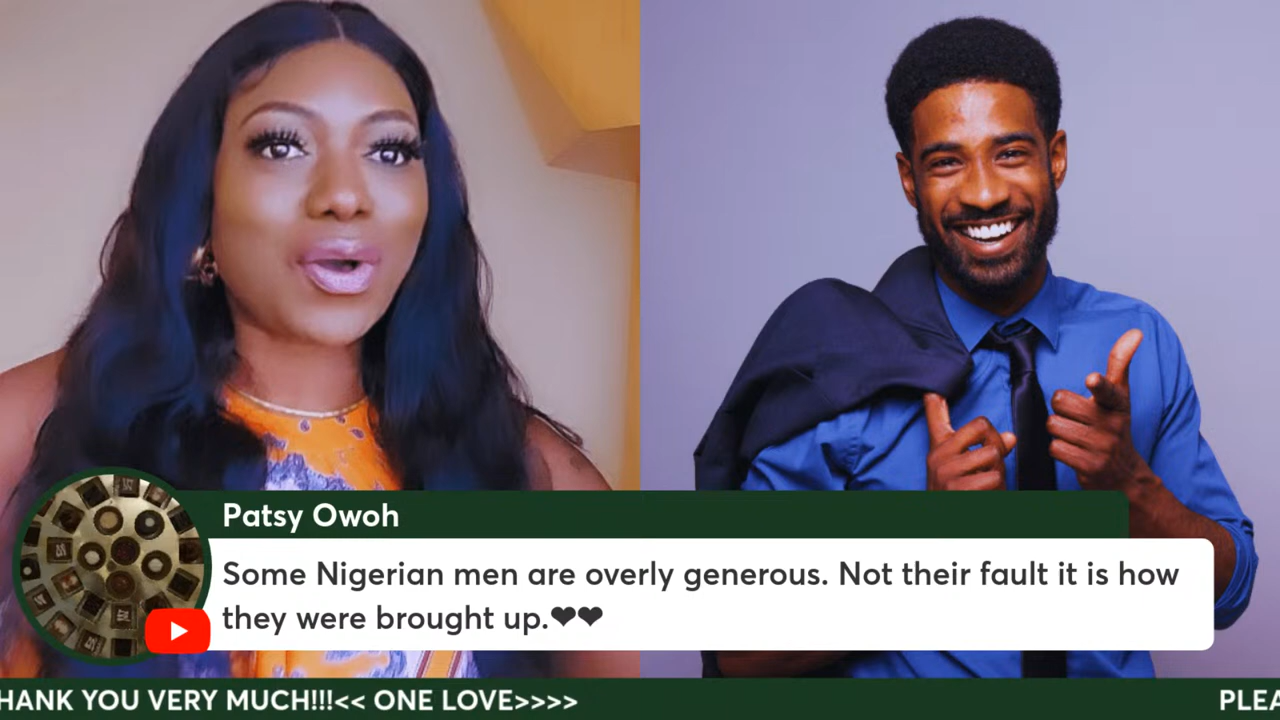 Patsy Owoh
Some Nigerian men are overly generous. Not their fault it is how
they were brought up.❤❤
HANK YOU VERY MUCH!!!<< ONE LOVE>>>> PLEA